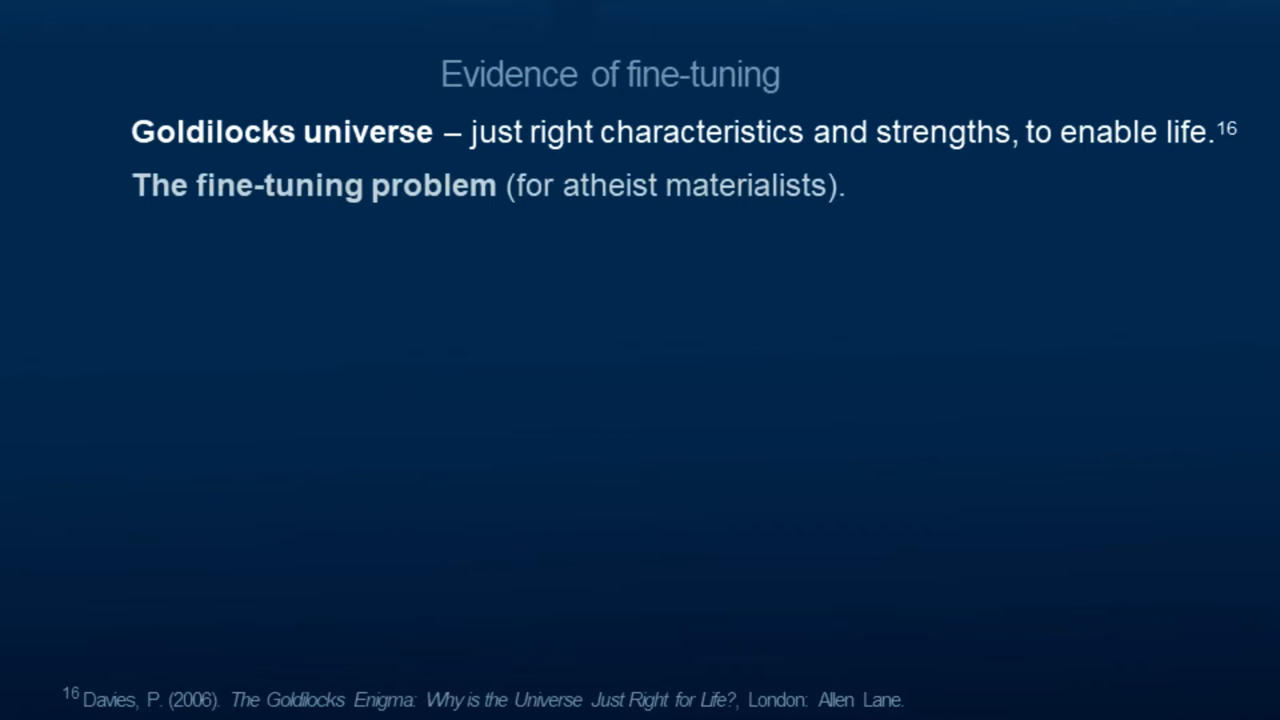 Evidence of fine-tuning
Goldilocks universe – just right characteristics and strengths, to enable life.16
The fine-tuning problem (for atheist materialists).
16 Davies, P. (2006). The Goldilocks Enigma: Why is the Universe Just Right for Life?, London: Allen Lane.